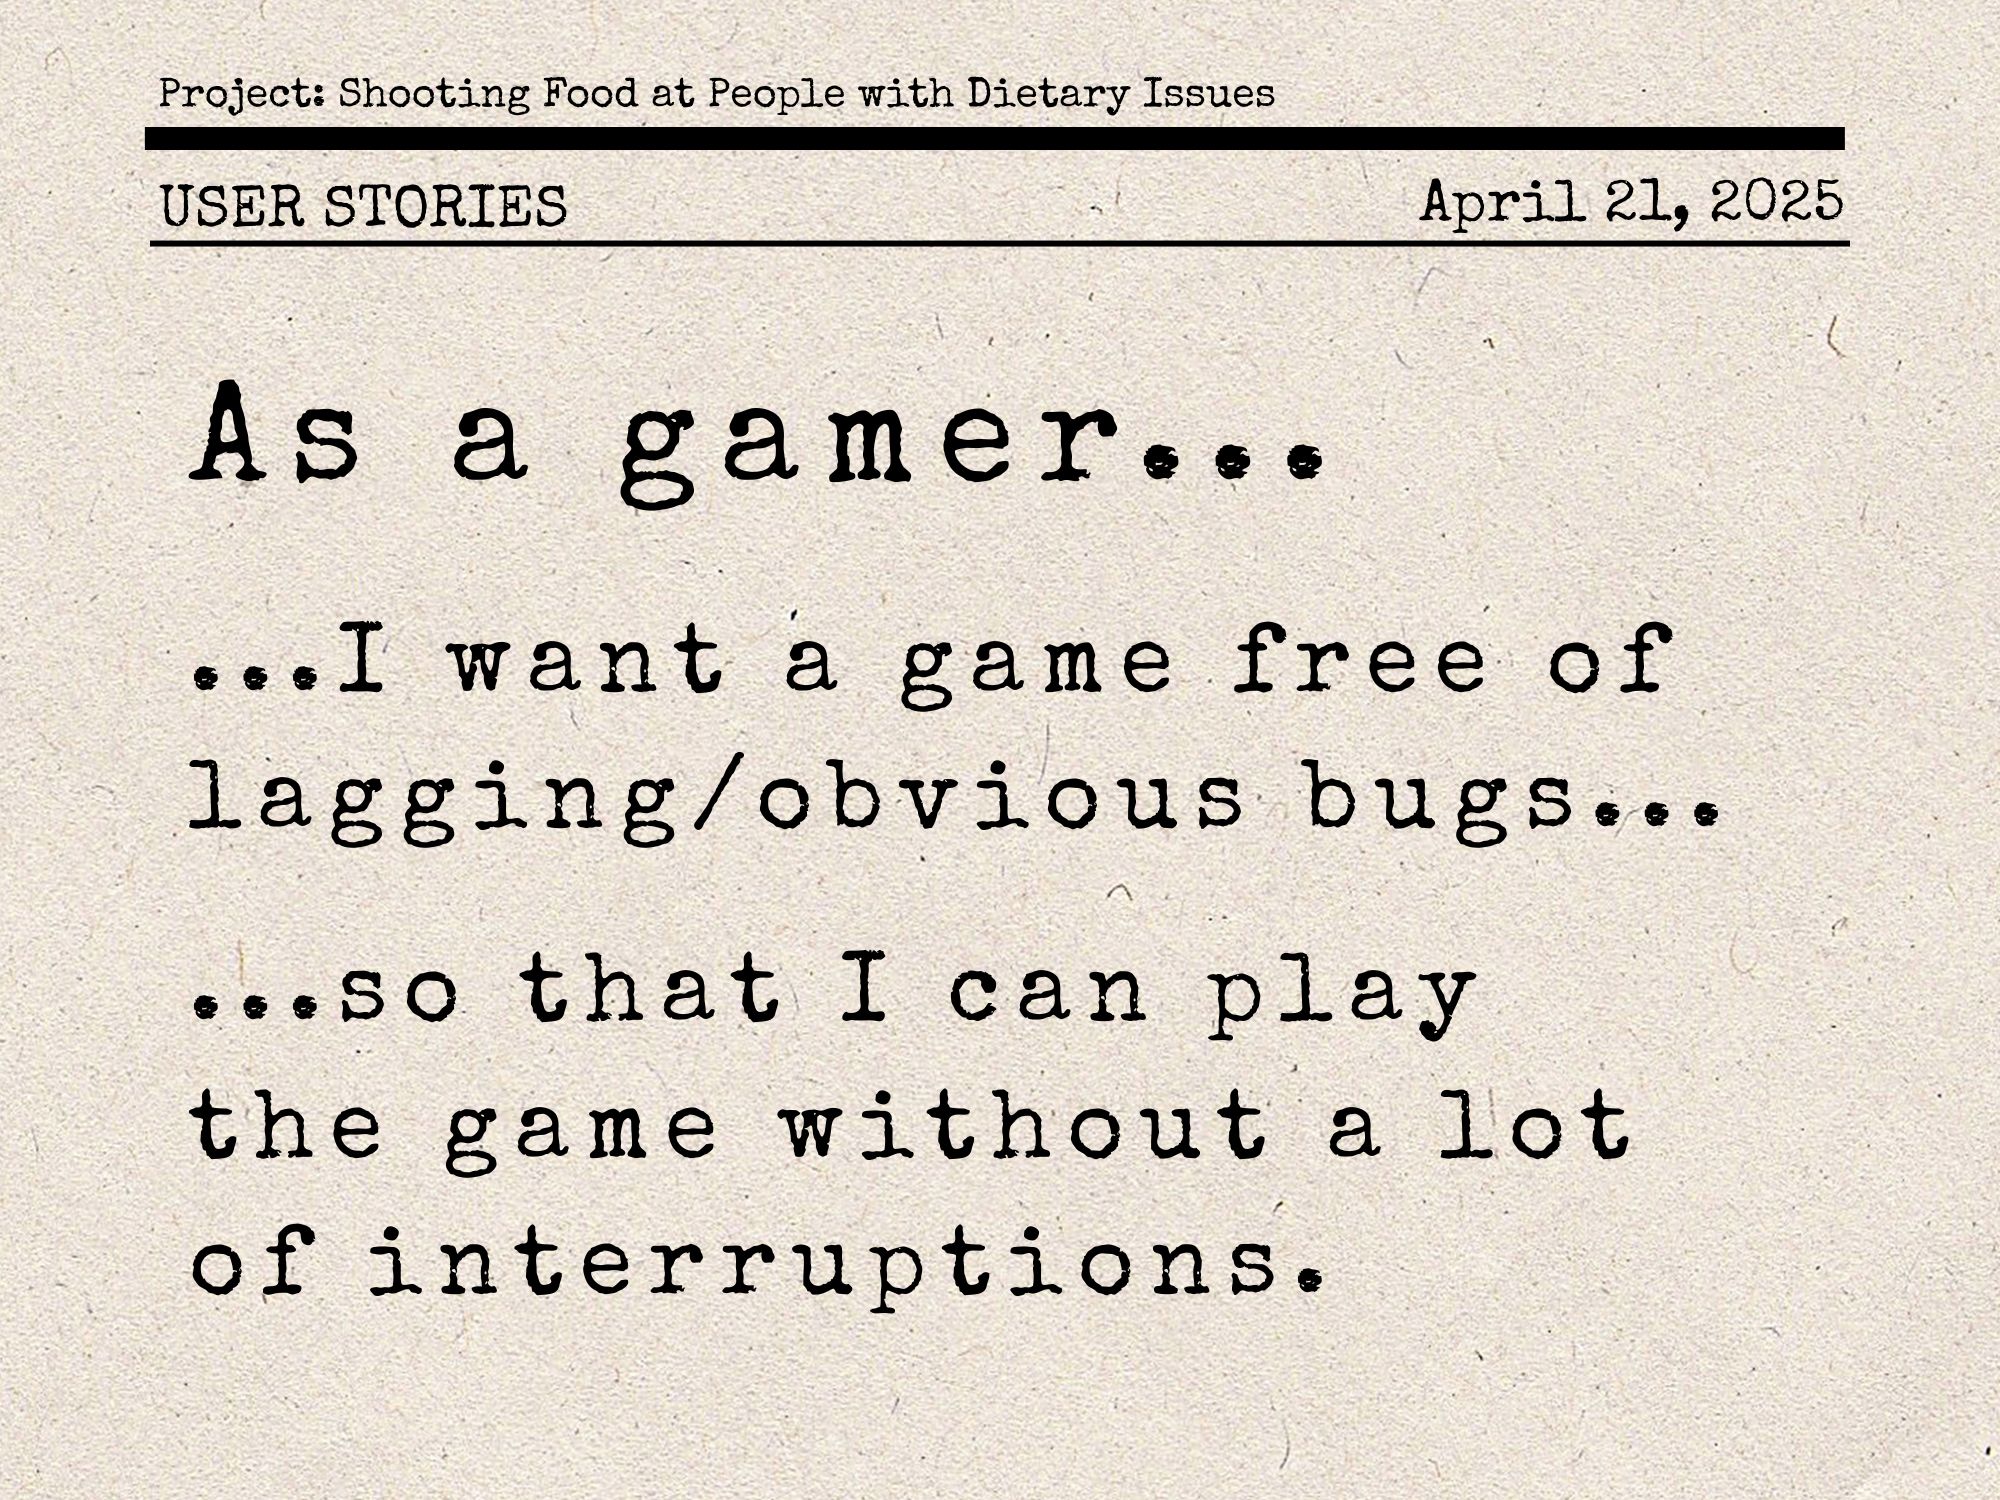 Project: Shooting Food at People with Dietary Issues
USER STORIES
April 21, 2025
As a gamer...
...I want a game free of
lagging/obvious bugs...
...so that I can play
the game without a lot
of interruptions.